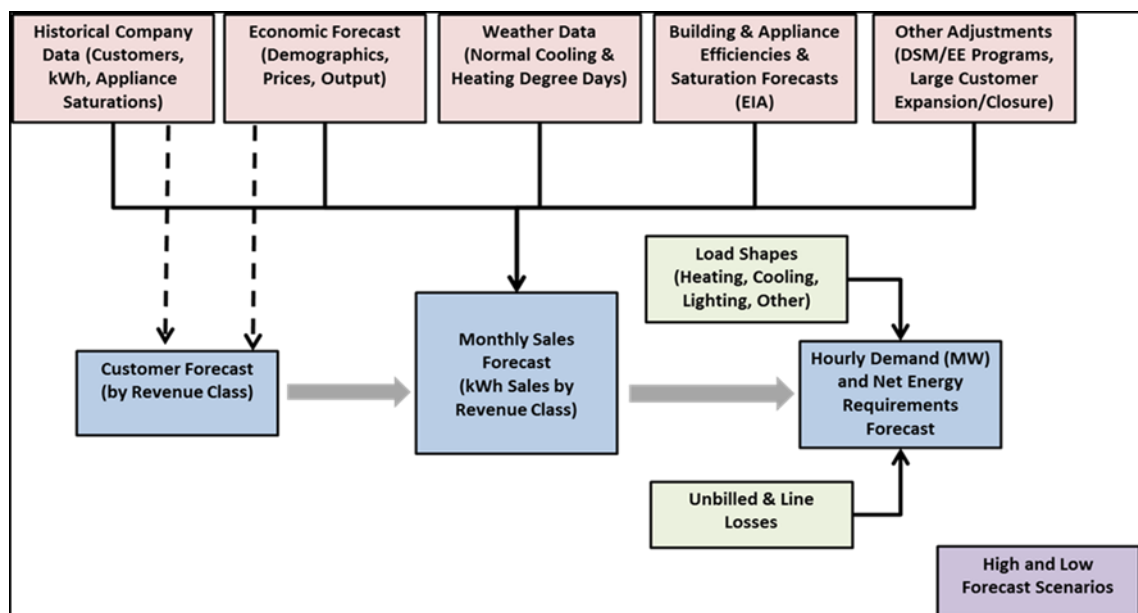 Historical Company
Data (Customers,
kWh, Appliance
Saturations)
Economic Forecast
(Demographics,
Prices, Output)
Weather Data
(Normal Cooling &
Heating Degree Days)
Building & Appliance
Efficiencies &
Saturation Forecasts
(EIA)
Other Adjustments
(DSM/EE Programs,
Large Customer
Expansion/Closure)
Load Shapes
(Heating, Cooling,
Lighting, Other)
Customer Forecast
(by Revenue Class)
Monthly Sales
Forecast
(kWh Sales by
Revenue Class)
Hourly Demand (MW)
and Net Energy
Requirements
Forecast
Unbilled & Line
Losses
High and Low
Forecast Scenarios